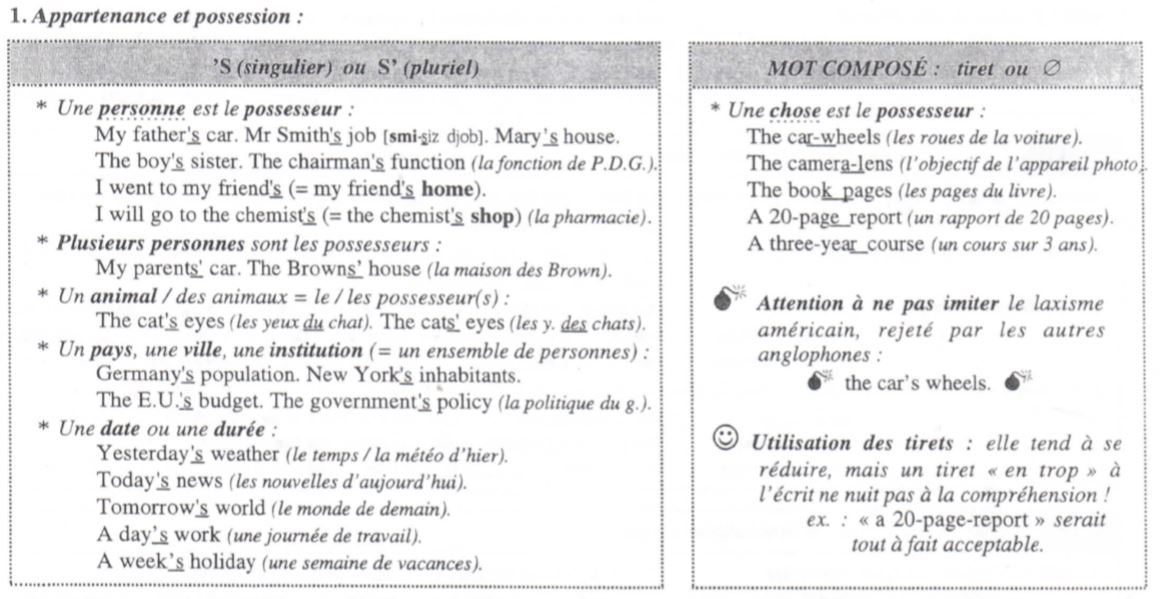 1. Appartenance et possession :
'S (singulier) ou S' (pluriel)
* Une personne est le possesseur :
My father's car. Mr Smith's job [smi-siz djob]. Mary's house.
The boy's sister. The chairman's function (la fonction de P.D.G.).
I went to my friend's (= my friend's home).
I will go to the chemist's (= the chemist's shop) (la pharmacie).
* Plusieurs personnes sont les possesseurs :
My parents' car. The Browns' house (la maison des Brown).
* Un animal / des animaux = le / les possesseur(s) :
The cat's eyes (les yeux du chat). The cats' eyes (les y. des chats).
* Un pays, une ville, une institution (= un ensemble de personnes) :
Germany's population. New York's inhabitants.
The E.U.'s budget. The government's policy (la politique du g.).
* Une date ou une durée :
Yesterday's weather (le temps / la météo d'hier).
Today's news (les nouvelles d'aujourd'hui).
Tomorrow's world (le monde de demain).
A day's work (une journée de travail).
A week's holiday (une semaine de vacances).
MOT COMPOSÉ : tiret ou ∅
* Une chose est le possesseur :
The car-wheels (les roues de la voiture).
The camera-lens (l'objectif de l'appareil photo).
The book pages (les pages du livre).
A 20-page report (un rapport de 20 pages).
A three-year course (un cours sur 3 ans).
Attention à ne pas imiter le laxisme
américain, rejeté par les autres
anglophones :
the car's wheels.
Utilisation des tirets : elle tend à se
réduire, mais un tiret « en trop » à
l'écrit ne nuit pas à la compréhension !
ex. : « a 20-page-report » serait
tout à fait acceptable.